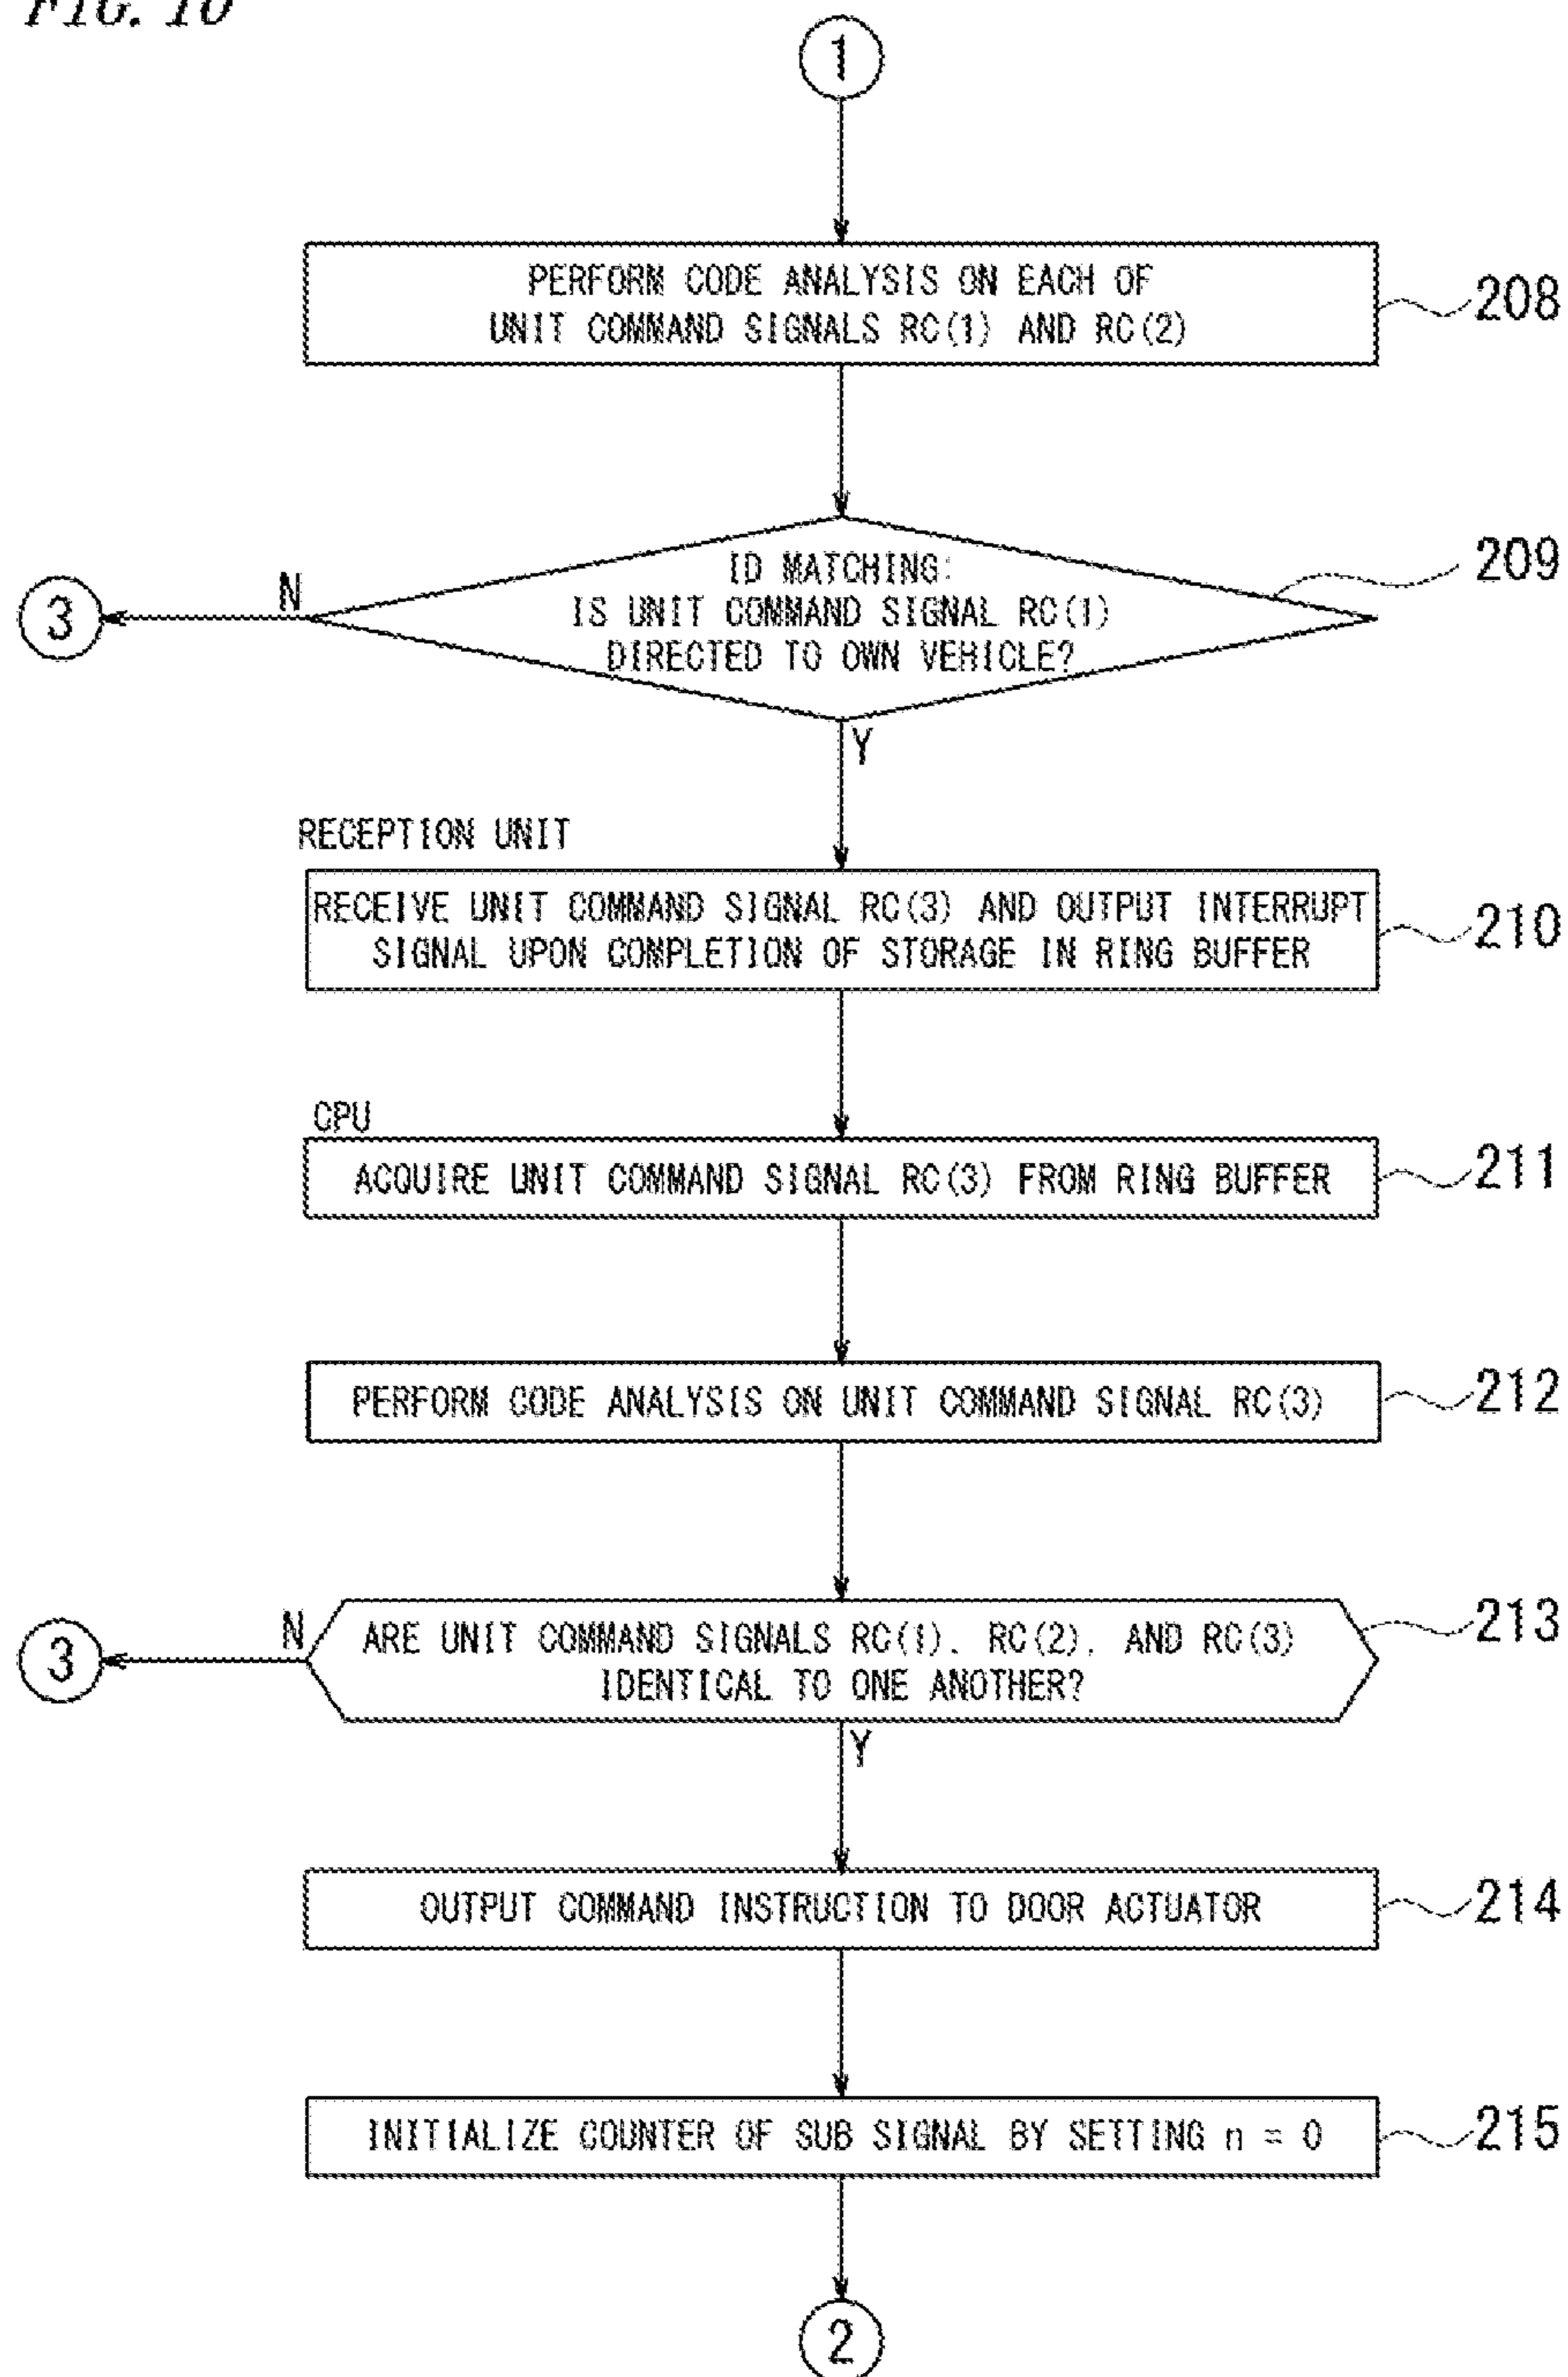 FIG. 10
1
PERFORM CODE ANALYSIS ON EACH OF
UNIT COMMAND SIGNALS RC(1) AND RC(2)
208
ID MATCHING:
IS UNIT COMMAND SIGNAL RC(1)
DIRECTED TO OWN VEHICLE?
209
N
3
Y
RECEPTION UNIT
RECEIVE UNIT COMMAND SIGNAL RC(3) AND OUTPUT INTERRUPT
SIGNAL UPON COMPLETION OF STORAGE IN RING BUFFER
210
CPU
ACQUIRE UNIT COMMAND SIGNAL RC(3) FROM RING BUFFER
211
PERFORM CODE ANALYSIS ON UNIT COMMAND SIGNAL RC(3)
212
ARE UNIT COMMAND SIGNALS RC(1), RC(2), AND RC(3)
IDENTICAL TO ONE ANOTHER?
213
N
3
Y
OUTPUT COMMAND INSTRUCTION TO DOOR ACTUATOR
214
INITIALIZE COUNTER OF SUB SIGNAL BY SETTING n = 0
215
2